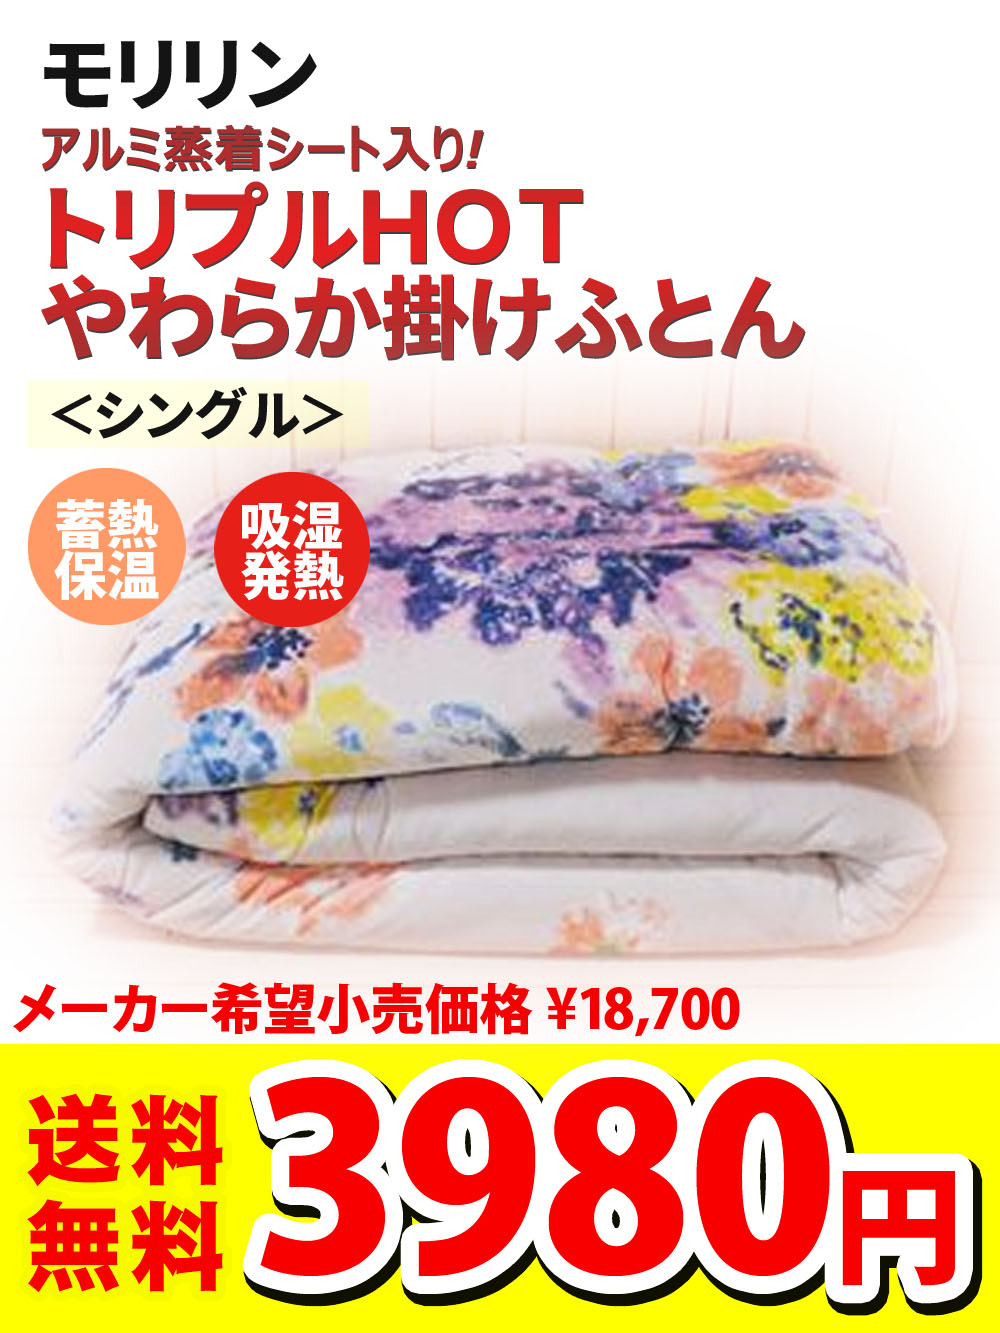 モリリン
アルミ蒸着シート入り!
トリプルHOT
やわらか掛けふとん
＜シングル＞
蓄熱
保温
吸湿
発熱
メーカー希望小売価格 ¥18,700
送料
無料
3980円